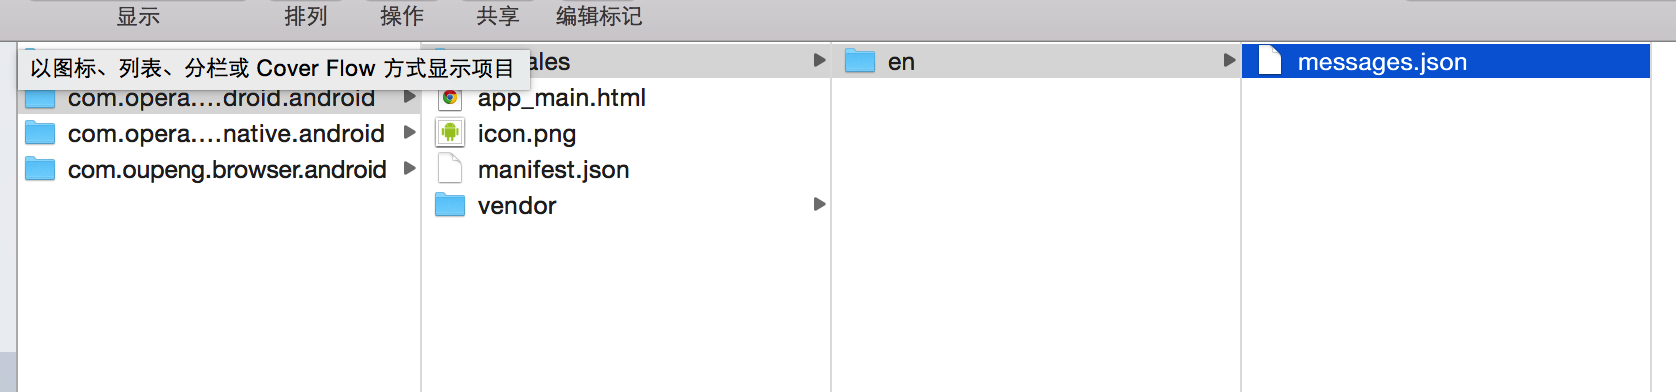 显示 排列 操作 共享 编辑标记
以图标、列表、分栏或 Cover Flow 方式显示项目
com.opera....droid.android
com.opera....native.android
com.oupeng.browser.android
ales
app_main.html
icon.png
manifest.json
vendor
en
messages.json